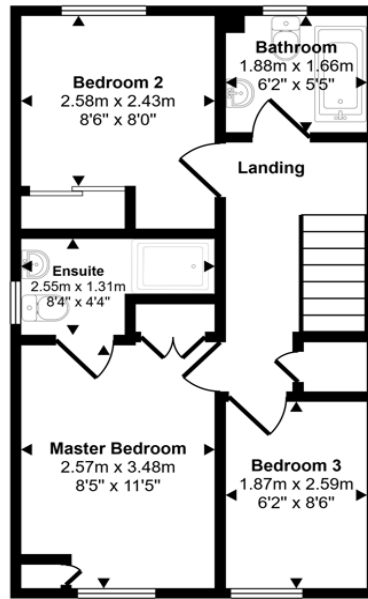 Bathroom
1.88m x 1.66m
6'2" x 5'5"
Bedroom 2
2.58m x 2.43m
8'6" x 8'0"
Landing
Ensuite
2.55m x 1.31m
8'4" x 4'4"
Master Bedroom
2.57m x 3.48m
8'5" x 11'5"
Bedroom 3
1.87m x 2.59m
6'2" x 8'6"